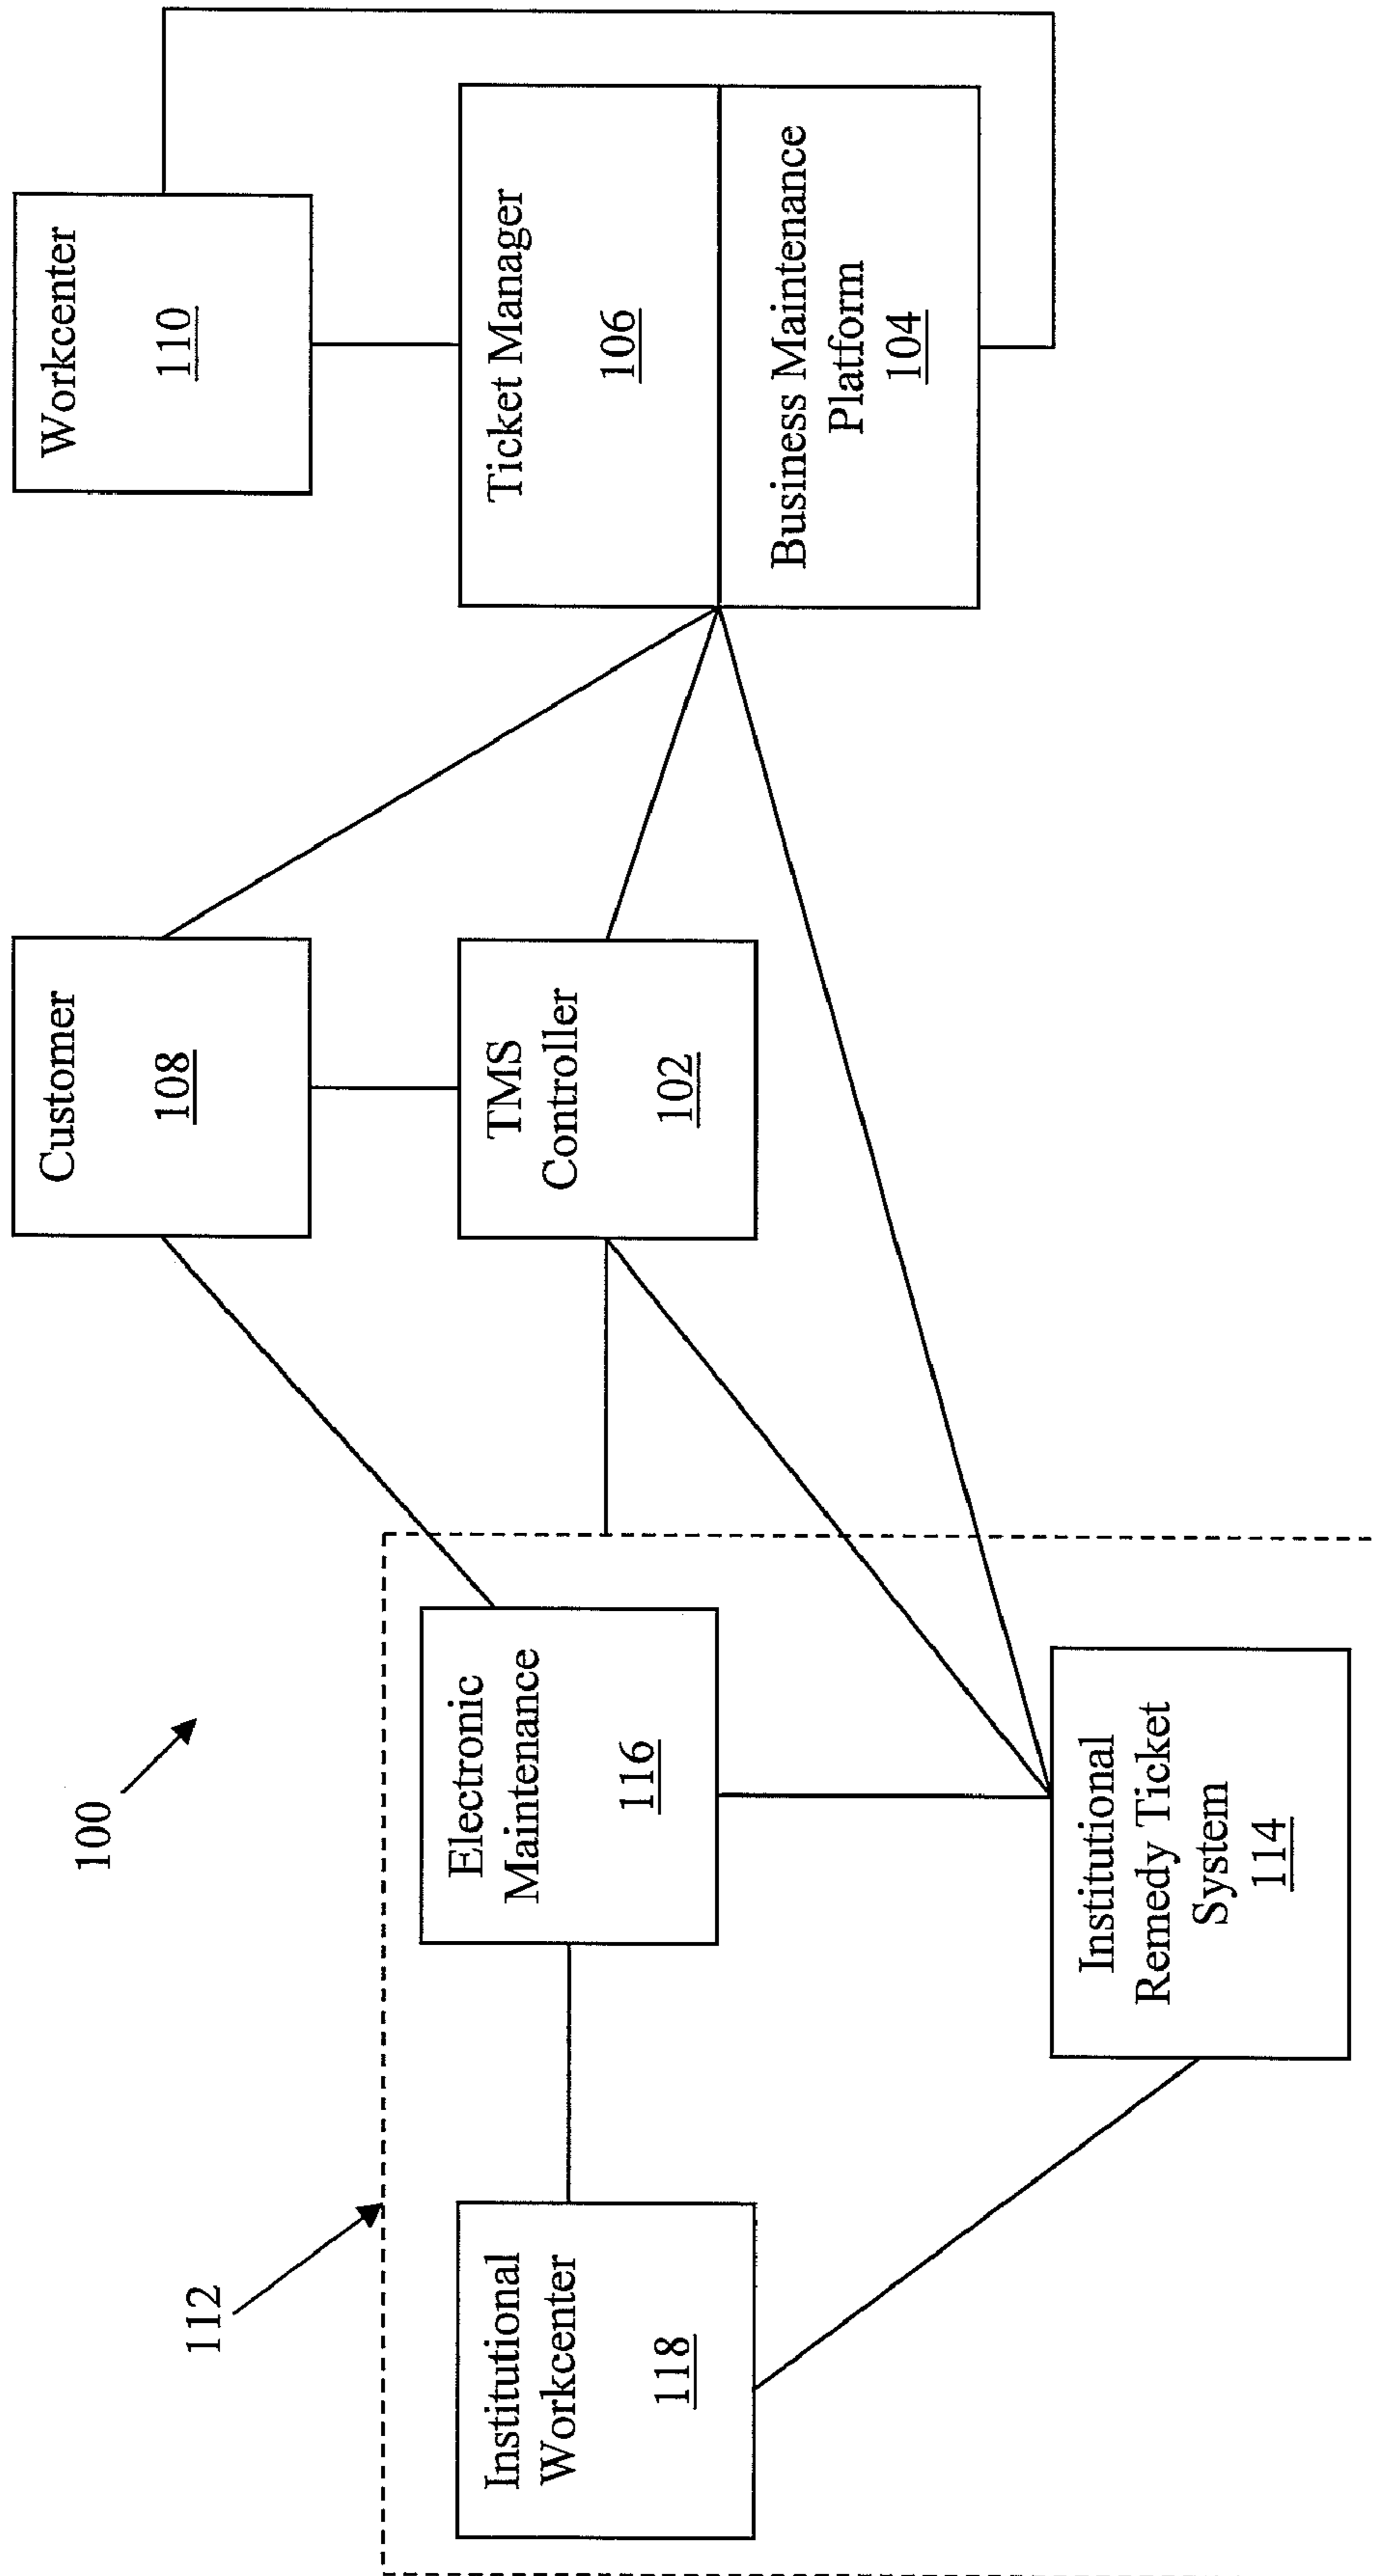 100
112
Customer
108
Workcenter
110
Institutional
Workcenter
118
Electronic
Maintenance
116
TMS
Controller
102
Ticket Manager
106
Business Maintenance
Platform
104
Institutional
Remedy Ticket
System
114